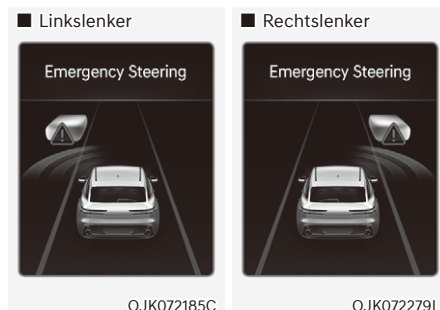 ■ Linkslenker
Emergency Steering
OJK072185C
■ Rechtslenker
Emergency Steering
OJK072279L